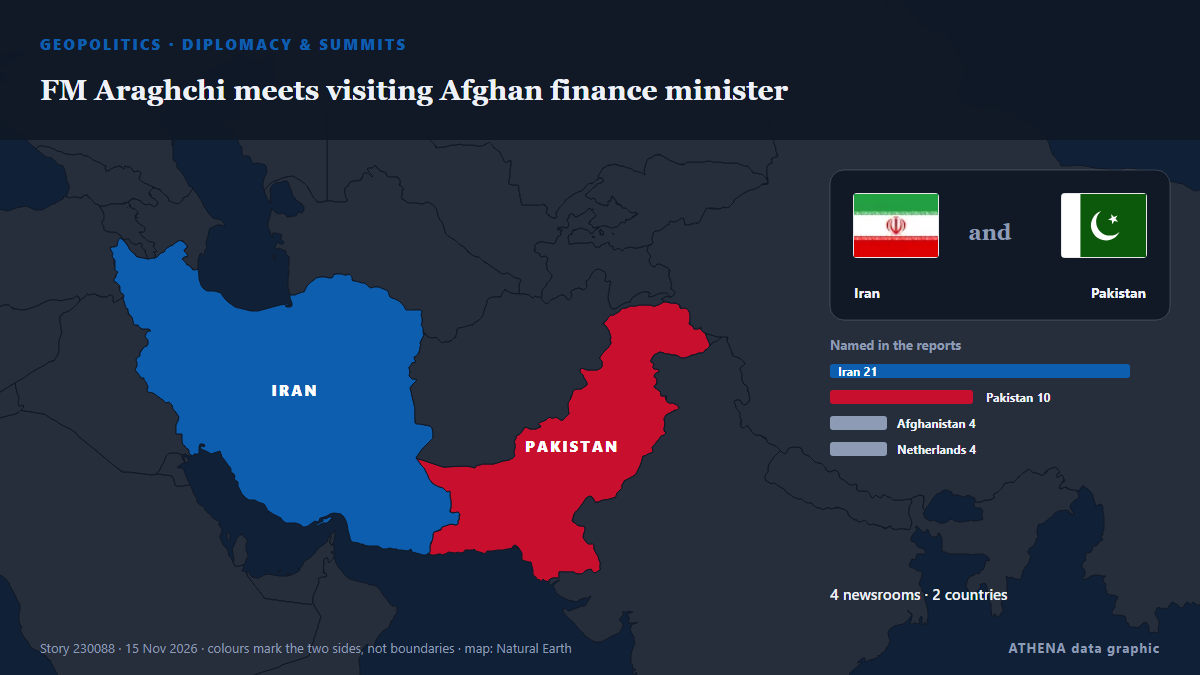 GEOPOLITICS · DIPLOMACY & SUMMITS
FM Araghchi meets visiting Afghan finance minister
and
Iran
Pakistan
Named in the reports
Iran 21
Pakistan 10
Afghanistan 4
Netherlands 4
IRAN
PAKISTAN
4 newsrooms · 2 countries
Story 230088 · 15 Nov 2026 · colours mark the two sides, not boundaries · map: Natural Earth
ATHENA data graphic